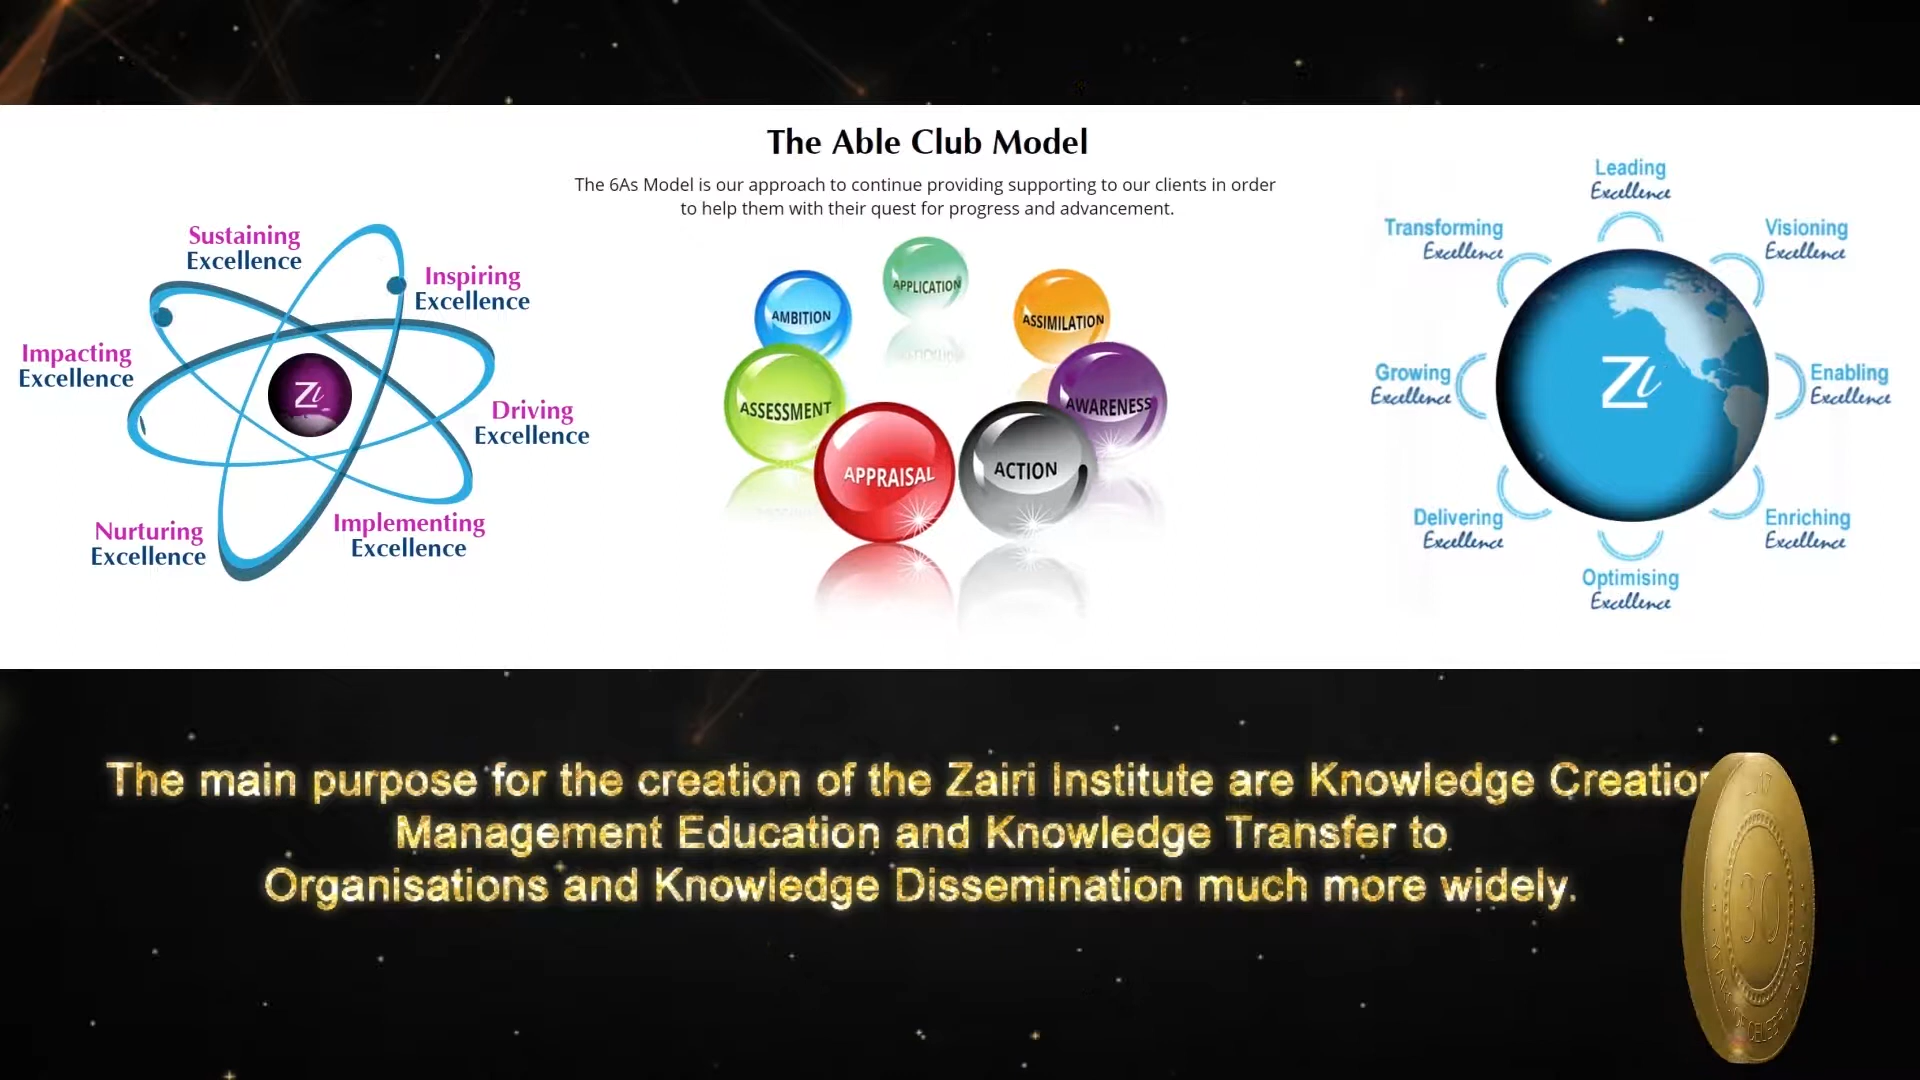 The Able Club Model
The 6As Model is our approach to continue providing supporting to our clients in order
to help them with their quest for progress and advancement.
Sustaining
Excellence
Inspiring
Excellence
Impacting
Excellence
Driving
Excellence
Nurturing
Excellence
Implementing
Excellence
Zi
APPLICATION
AMBITION
ASSIMILATION
ASSESSMENT
AWARENESS
APPRAISAL
ACTION
Leading
Excellence
Transforming
Excellence
Visioning
Excellence
Growing
Excellence
Zi
Enabling
Excellence
Delivering
Excellence
Enriching
Excellence
Optimising
Excellence
The main purpose for the creation of the Zairi Institute are Knowledge Creation
Management Education and Knowledge Transfer to
Organisations and Knowledge Dissemination much more widely.
30